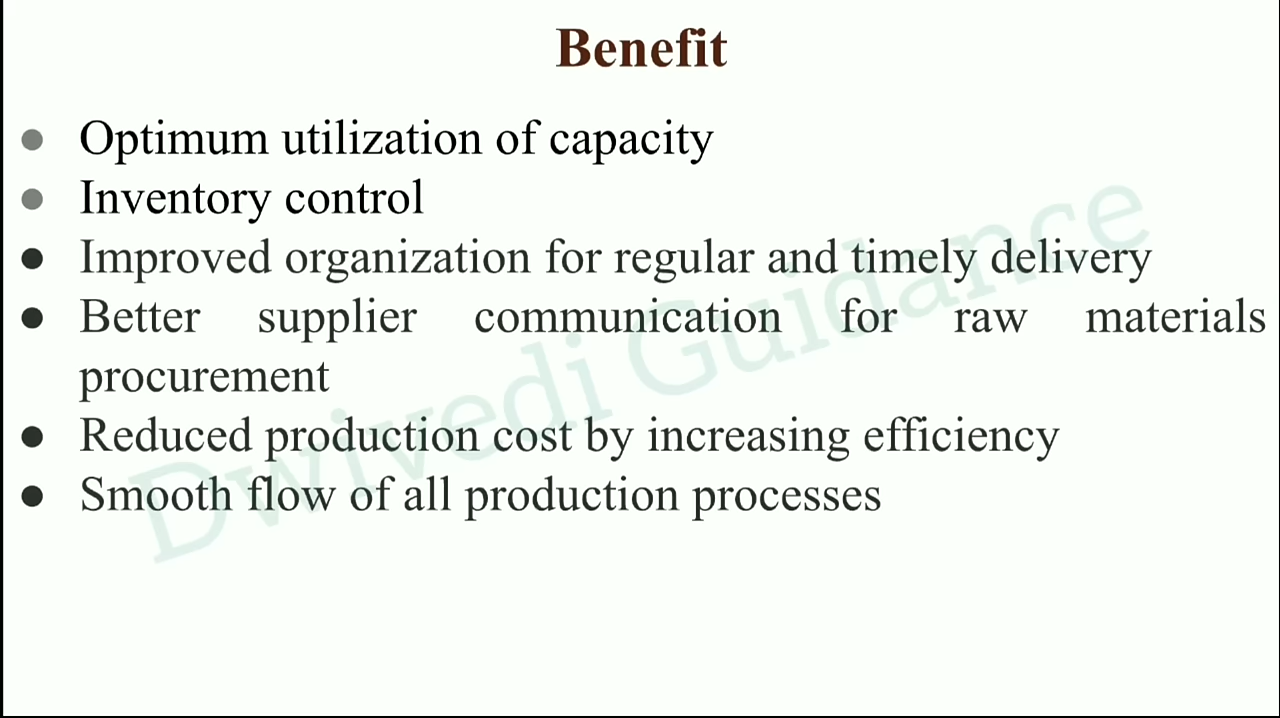 Benefit
● Optimum utilization of capacity
● Inventory control
● Improved organization for regular and timely delivery
● Better supplier communication for raw materials
procurement
● Reduced production cost by increasing efficiency
● Smooth flow of all production processes
Dwivedi Guidance